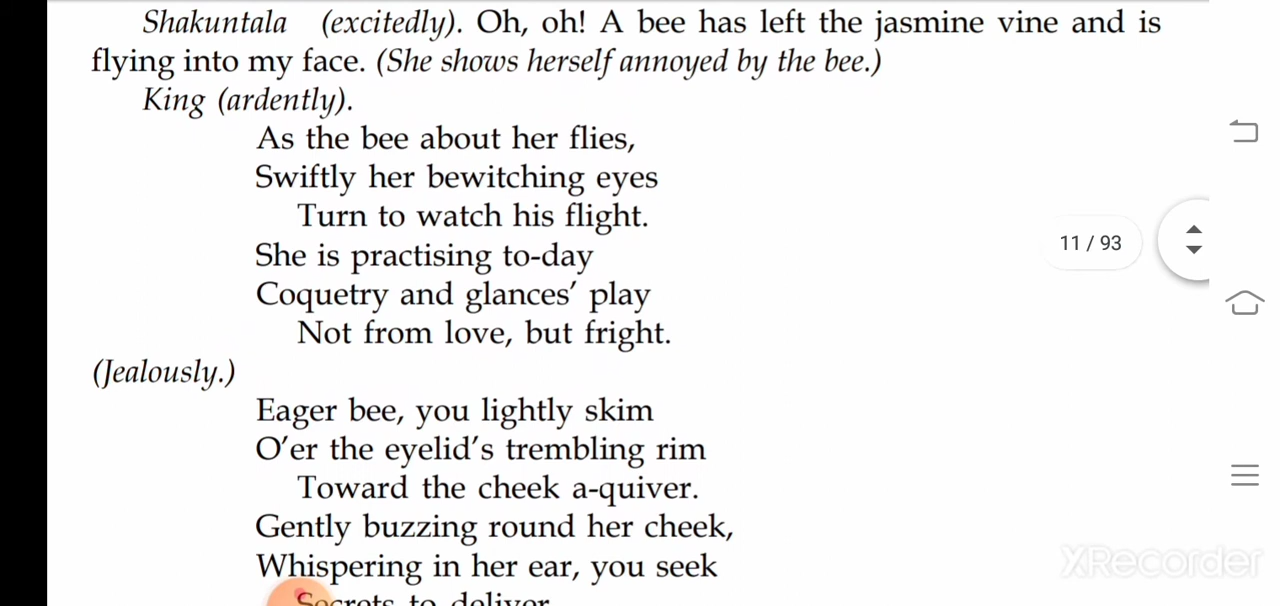 Shakuntala (excitedly). Oh, oh! A bee has left the jasmine vine and is
flying into my face. (She shows herself annoyed by the bee.)
King (ardently).
As the bee about her flies,
Swiftly her bewitching eyes
Turn to watch his flight.
She is practising to-day
Coquetry and glances’ play
Not from love, but fright.
(Jealously.)
Eager bee, you lightly skim
O’er the eyelid’s trembling rim
Toward the cheek a-quiver.
Gently buzzing round her cheek,
Whispering in her ear, you seek
Secrets to deliver
11 / 93
XRecorder